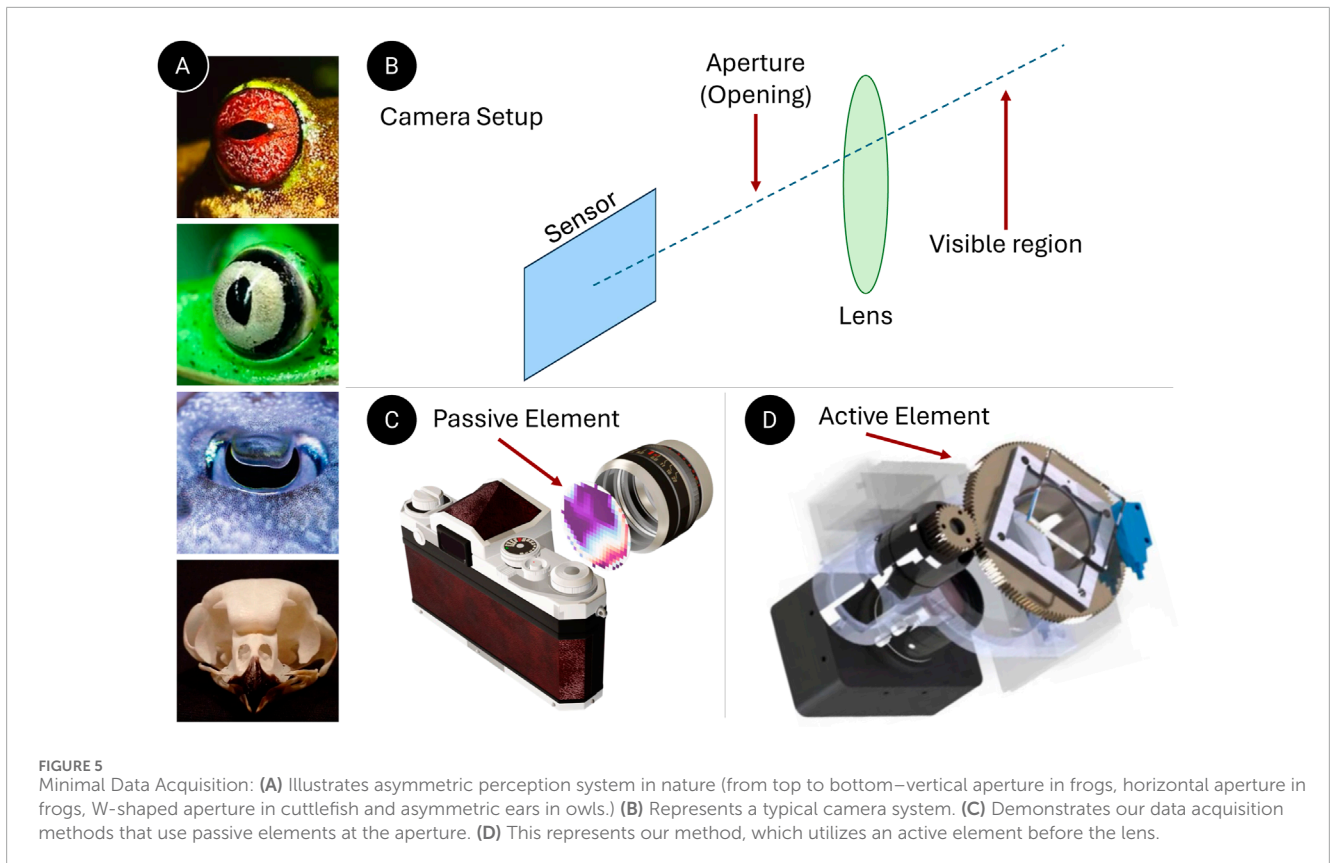 A
B
Camera Setup
Aperture
(Opening)
Sensor
Visible region
Lens
C
Passive Element
D
Active Element
FIGURE 5
Minimal Data Acquisition: (A) Illustrates asymmetric perception system in nature (from top to bottom–vertical aperture in frogs, horizontal aperture in
frogs, W-shaped aperture in cuttlefish and asymmetric ears in owls.) (B) Represents a typical camera system. (C) Demonstrates our data acquisition
methods that use passive elements at the aperture. (D) This represents our method, which utilizes an active element before the lens.